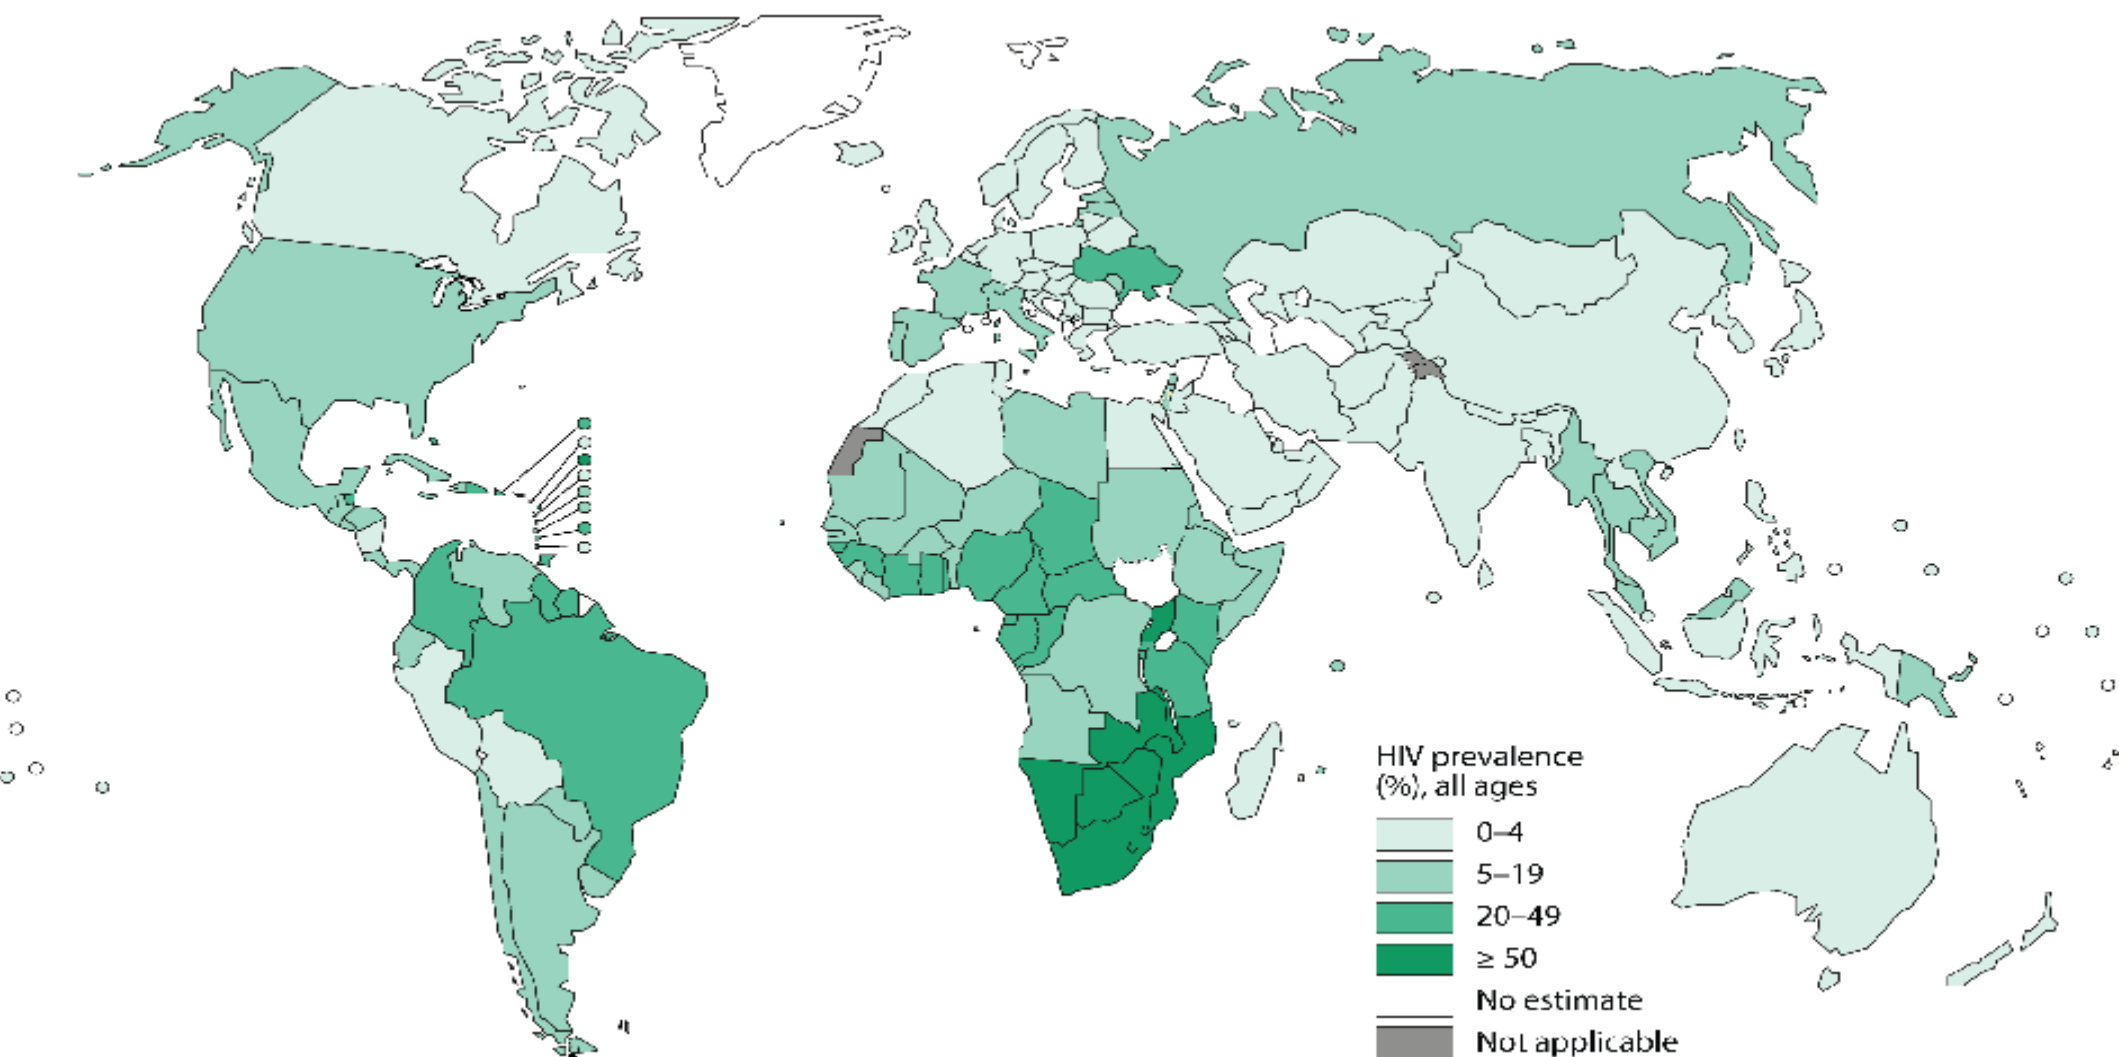 HIV prevalence
(%), all ages
0–4
5–19
20–49
≥ 50
No estimate
Not applicable